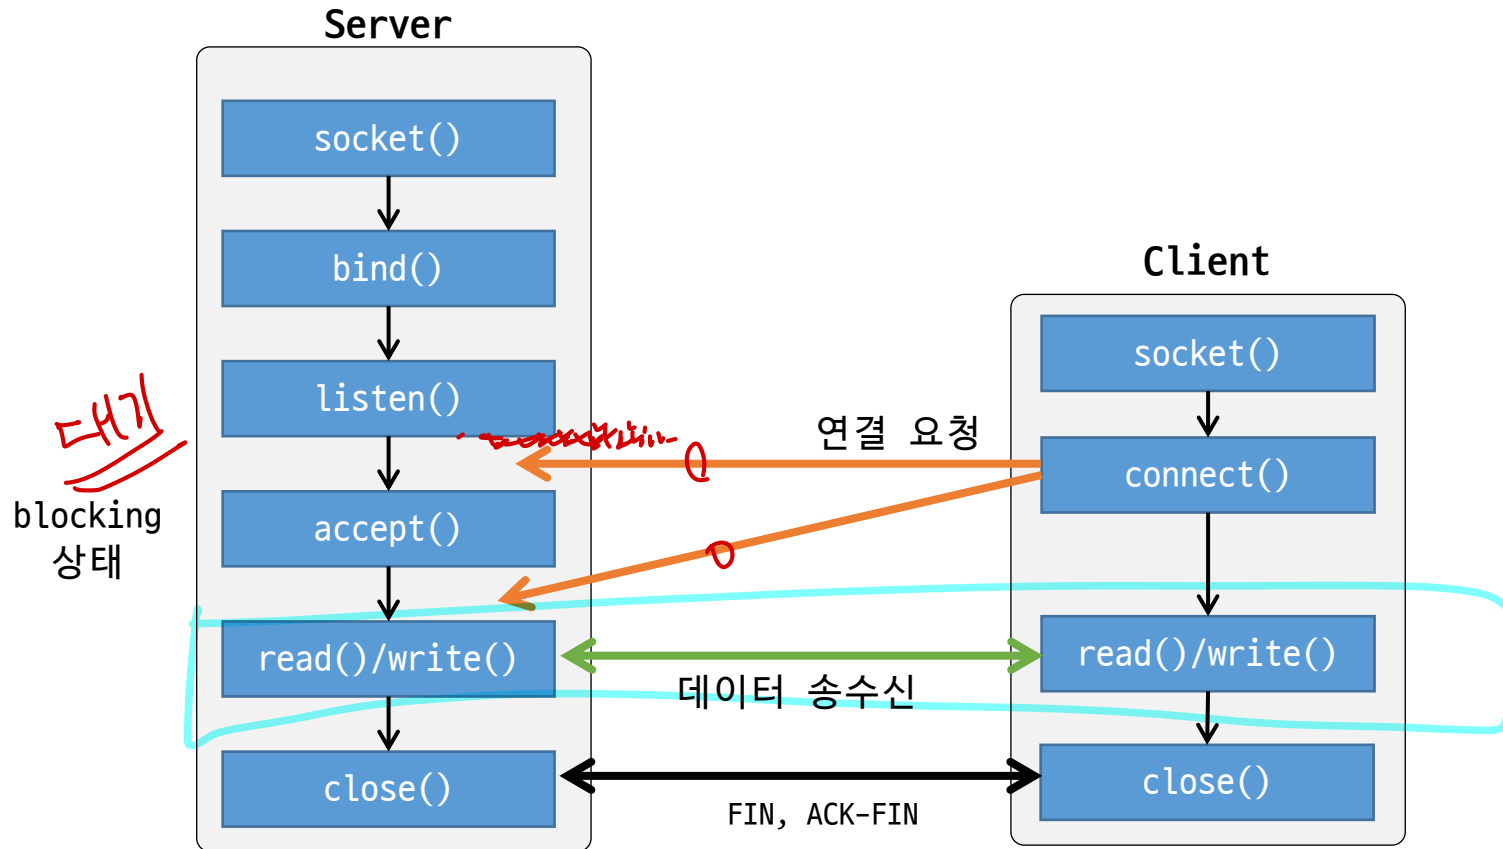 Server
socket()
bind()
listen()
accept()
read()/write()
close()
대기
blocking
상태
연결 요청
데이터 송수신
FIN, ACK-FIN
Client
socket()
connect()
read()/write()
close()